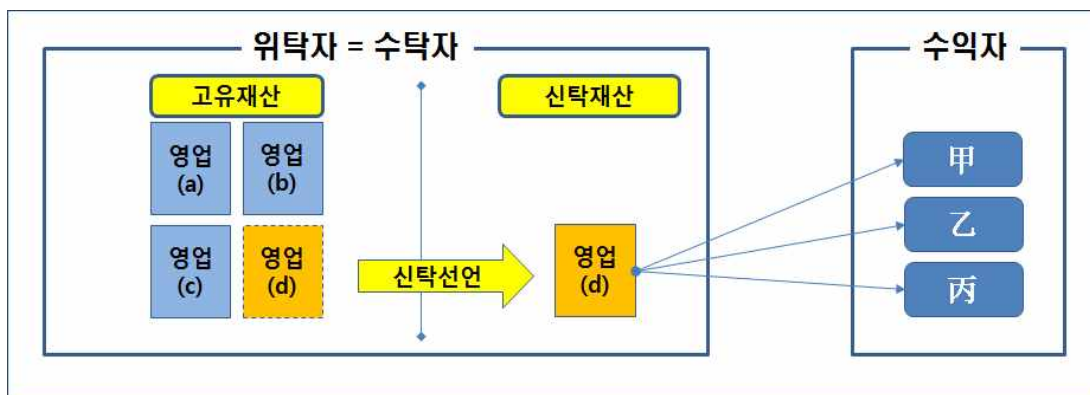 위탁자 = 수탁자
수익자
고유재산
신탁재산
영업
(a)
영업
(b)
영업
(c)
영업
(d)
신탁선언
영업
(d)
甲
乙
丙